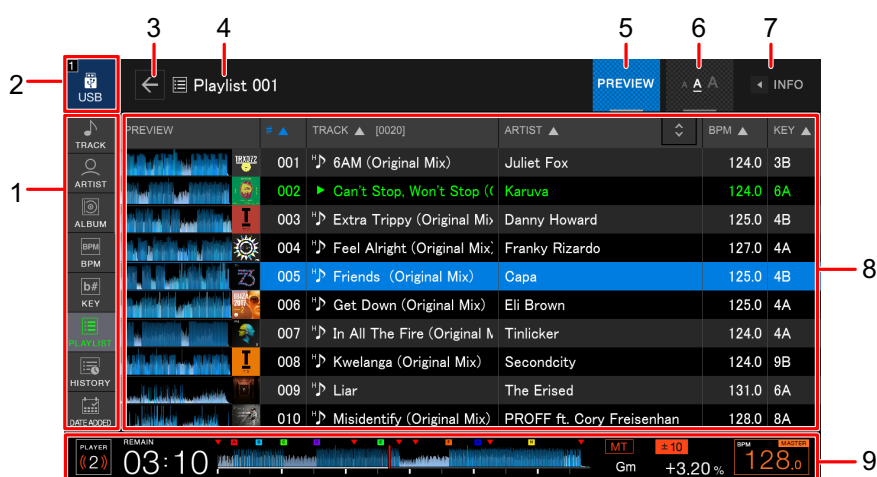 3 4 5 6 7
2 1 USB Playlist 001 PREVIEW A A A INFO
1 TRACK
ARTIST
ALBUM
BPM
BPM
b#
KEY
PLAYLIST
HISTORY
DATE ADDED
PREVIEW # TRACK [0020] ARTIST BPM KEY
001 6AM (Original Mix) Juliet Fox 124.0 3B
002 Can't Stop, Won't Stop (O Karuva 124.0 6A
003 Extra Trippy (Original Mix Danny Howard 125.0 4B
004 Feel Alright (Original Mix) Franky Rizardo 127.0 4A
005 Friends (Original Mix) Capa 125.0 4B
006 Get Down (Original Mix) Eli Brown 125.0 4A
007 In All The Fire (Original M Tinlicker 124.0 4A
008 Kwelanga (Original Mix) Secondcity 124.0 9B
009 Liar The Erised 131.0 6A
010 Misidentify (Original Mix) PROFF ft. Cory Freisenhan 128.0 8A
8
PLAYER 2
REMAIN
03:10
MT ±10
Gm +3.20 %
BPM MASTER
128.0
9